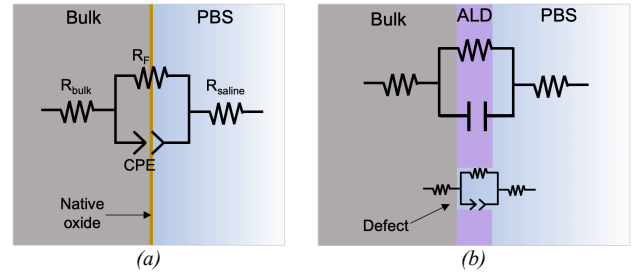 Bulk
PBS
R_F
R_bulk
R_saline
CPE
Native
oxide
(a)
Bulk
ALD
PBS
Defect
(b)